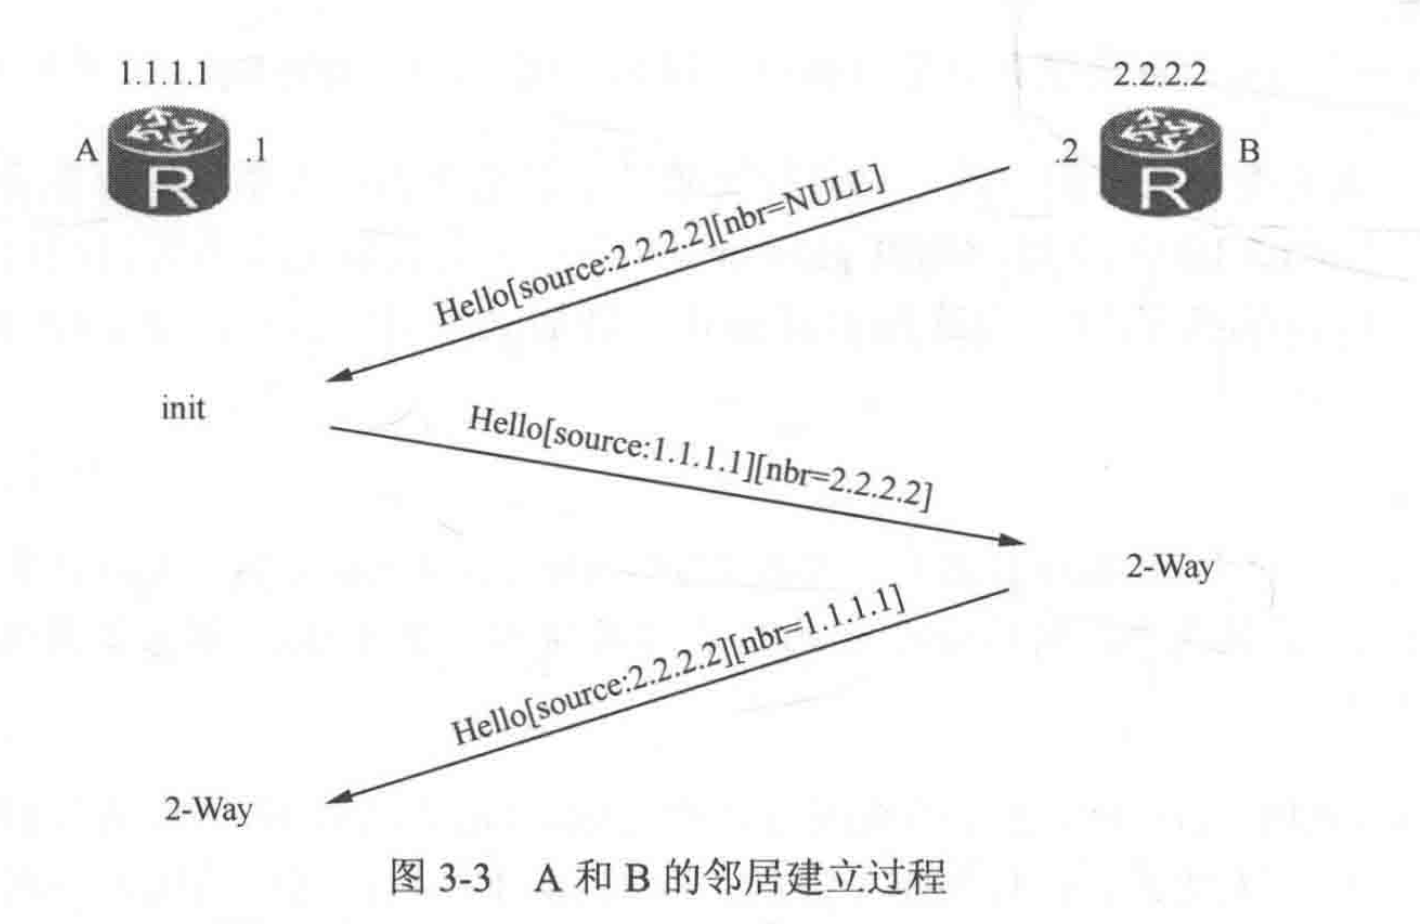 1.1.1.1
2.2.2.2
A
R
.1
.2
R
B
Hello[source:2.2.2.2][nbr=NULL]
init
Hello[source:1.1.1.1][nbr=2.2.2.2]
2-Way
Hello[source:2.2.2.2][nbr=1.1.1.1]
2-Way
图 3-3 A 和 B 的邻居建立过程